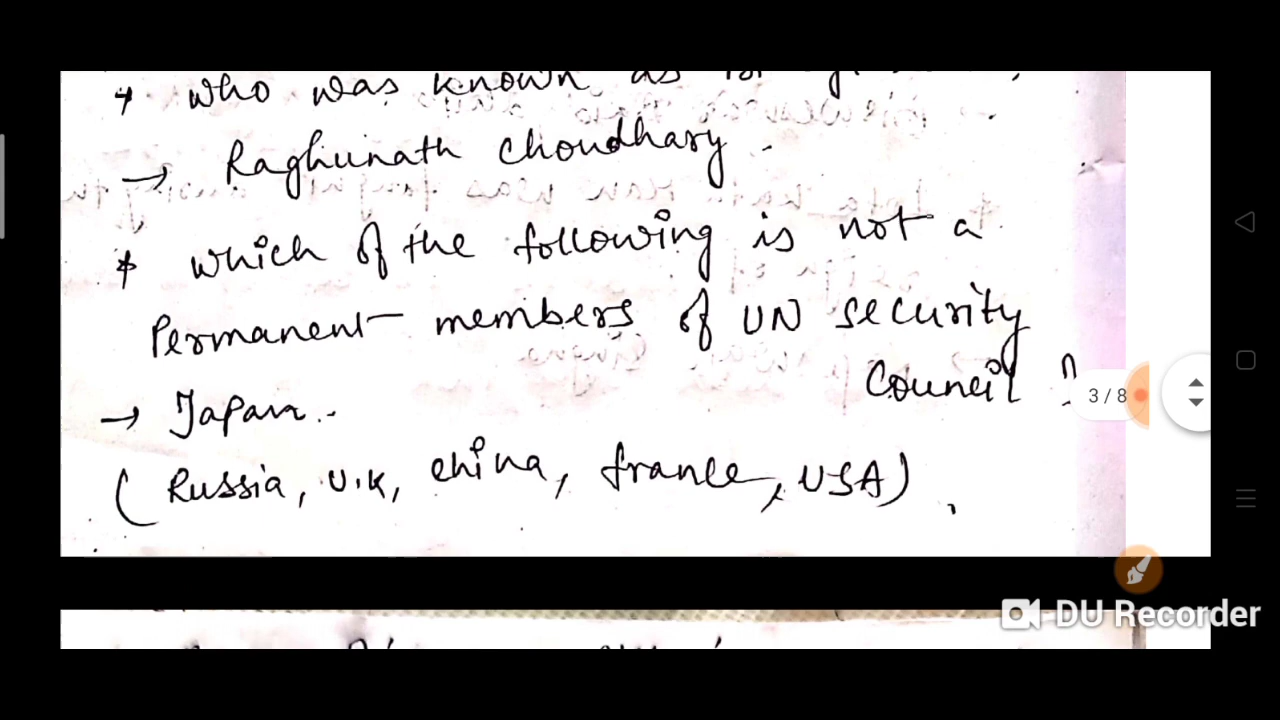 * who was known as
→ Raghunath choudhary.
* which of the following is not a
Permanent members of UN security
Council ?
→ Japan.
(Russia, U.K, China, france, USA).
3/8
DU Recorder